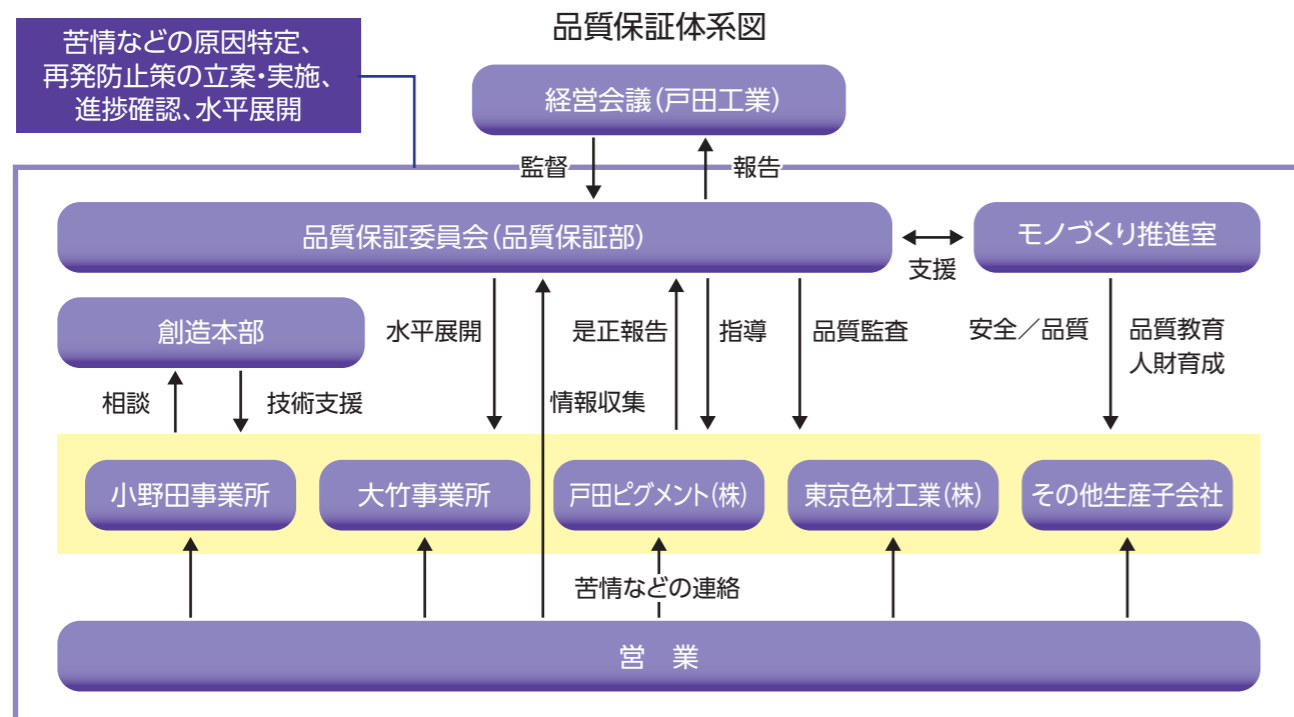 品質保証体系図
苦情などの原因特定、
再発防止策の立案・実施、
進捗確認、水平展開
経営会議（戸田工業）
監督
報告
品質保証委員会（品質保証部）
支援
モノづくり推進室
創造本部
水平展開
是正報告
指導
品質監査
安全／品質
品質教育
人財育成
相談
技術支援
情報収集
小野田事業所
大竹事業所
戸田ピグメント（株）
東京色材工業（株）
その他生産子会社
苦情などの連絡
営　業